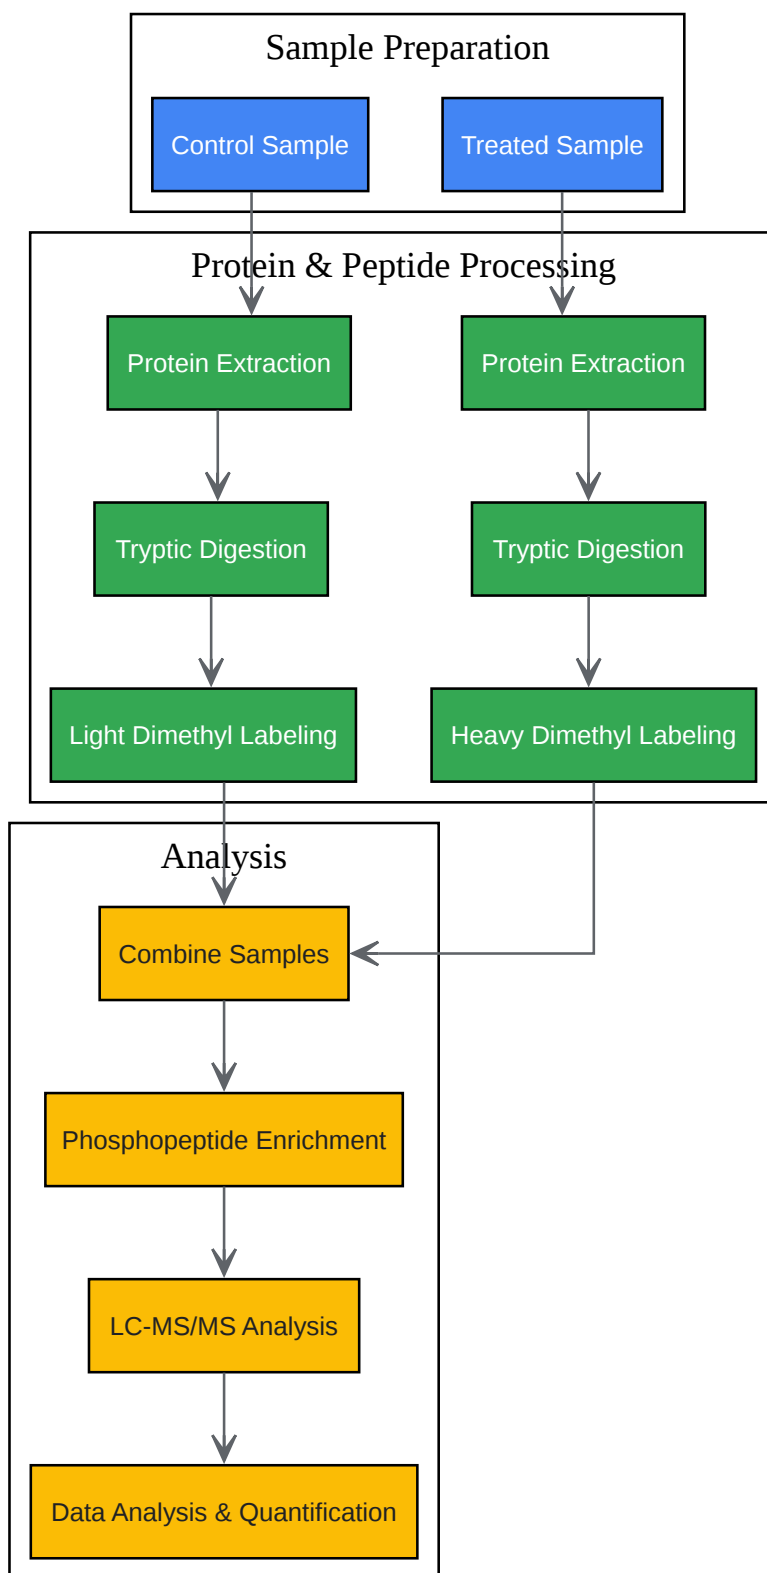 Sample Preparation
Control Sample
Treated Sample
Protein & Peptide Processing
Protein Extraction
Protein Extraction
Tryptic Digestion
Tryptic Digestion
Light Dimethyl Labeling
Heavy Dimethyl Labeling
Analysis
Combine Samples
Phosphopeptide Enrichment
LC-MS/MS Analysis
Data Analysis & Quantification